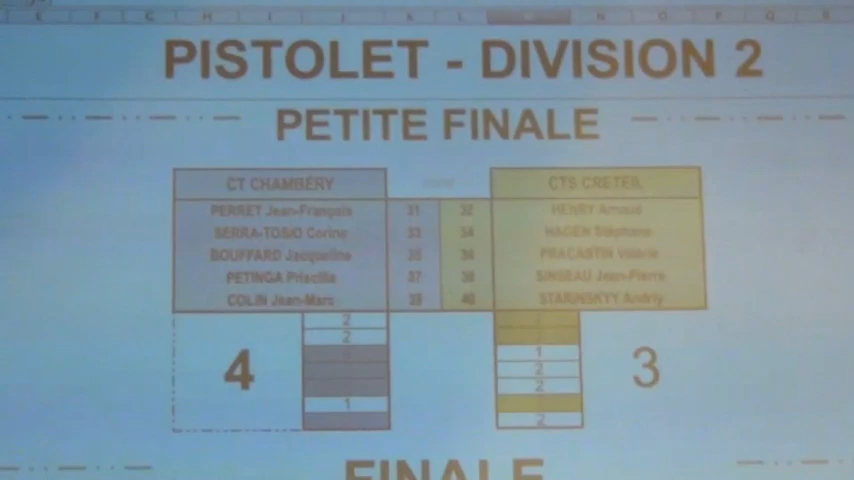 E F G H I J K L M N O P Q R
PISTOLET - DIVISION 2
PETITE FINALE
CT CHAMBÉRY CTS CRETEIL
PERRET Jean-François 31 32 HENRY Arnaud
SERRA-TOSIO Corine 33 34 HAGEN Stéphane
BOUFFARD Jacqueline 35 36 PRACASTIN Valérie
PETINGA Priscilla 37 38 SINSEAU Jean-Pierre
COLIN Jean-Marc 39 40 STARINSKYY Andriy
2
2 1
4 2 3
2
1
2
FINALE